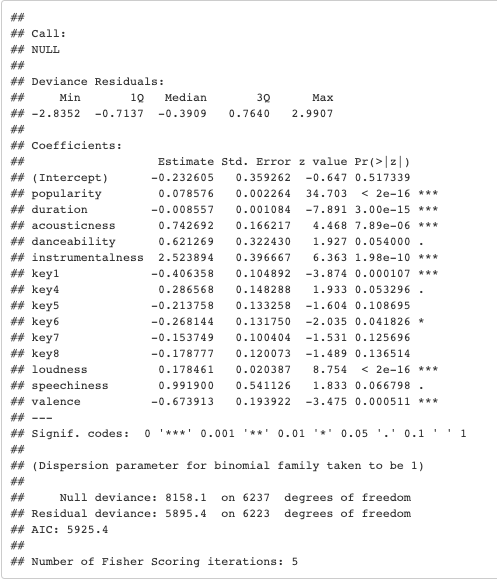 ##
## Call:
## NULL
##
## Deviance Residuals:
##     Min       1Q   Median       3Q      Max
## -2.8352  -0.7137  -0.3909   0.7640   2.9907
##
## Coefficients:
##                   Estimate Std. Error z value Pr(>|z|)
## (Intercept)      -0.232605   0.359262  -0.647 0.517339
## popularity        0.078576   0.002264  34.703  < 2e-16 ***
## duration         -0.008557   0.001084  -7.891 3.00e-15 ***
## acousticness      0.742692   0.166217   4.468 7.89e-06 ***
## danceability      0.621269   0.322430   1.927 0.054000 .
## instrumentalness  2.523894   0.396667   6.363 1.98e-10 ***
## key1             -0.406358   0.104892  -3.874 0.000107 ***
## key4              0.286568   0.148288   1.933 0.053296 .
## key5             -0.213758   0.133258  -1.604 0.108695
## key6             -0.268144   0.131750  -2.035 0.041826 *
## key7             -0.153749   0.100404  -1.531 0.125696
## key8             -0.178777   0.120073  -1.489 0.136514
## loudness          0.178461   0.020387   8.754  < 2e-16 ***
## speechiness       0.991900   0.541126   1.833 0.066798 .
## valence          -0.673913   0.193922  -3.475 0.000511 ***
## ---
## Signif. codes:  0 '***' 0.001 '**' 0.01 '*' 0.05 '.' 0.1 ' ' 1
##
## (Dispersion parameter for binomial family taken to be 1)
##
##     Null deviance: 8158.1  on 6237  degrees of freedom
## Residual deviance: 5895.4  on 6223  degrees of freedom
## AIC: 5925.4
##
## Number of Fisher Scoring iterations: 5